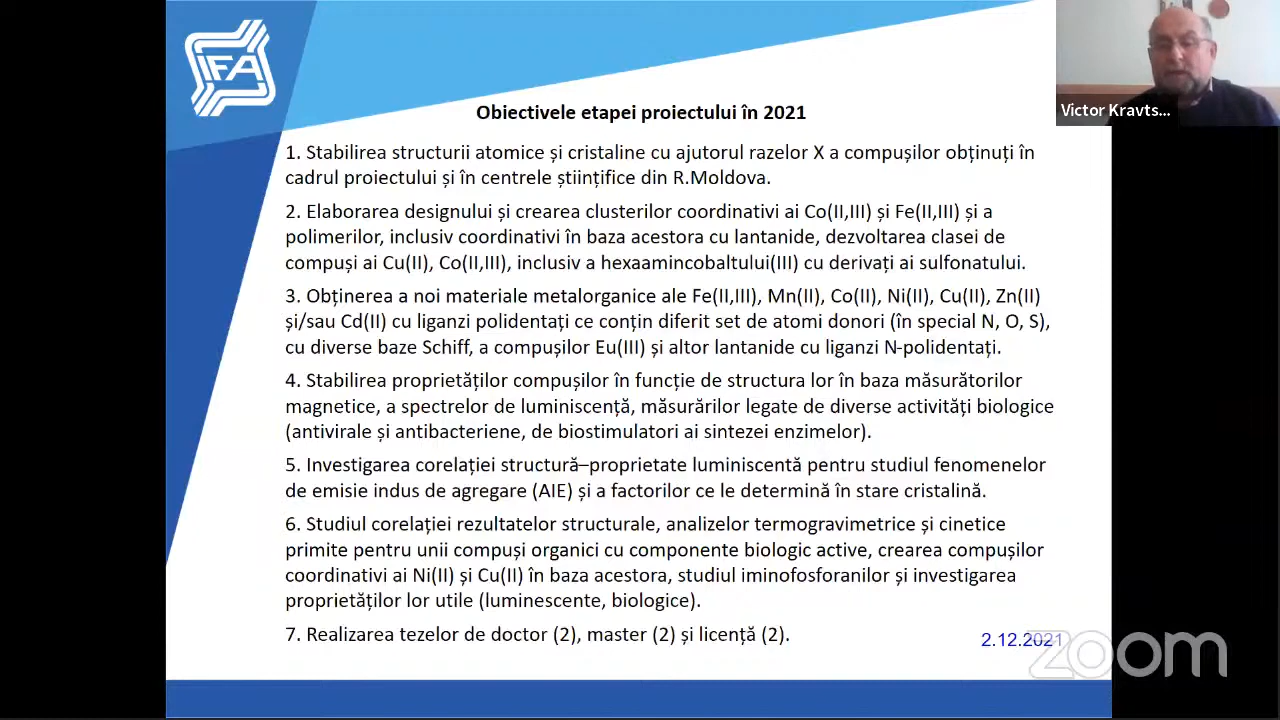 IFA
Obiectivele etapei proiectului în 2021
Victor Kravts...
1. Stabilirea structurii atomice și cristaline cu ajutorul razelor X a compușilor obținuți în
cadrul proiectului și în centrele științifice din R.Moldova.
2. Elaborarea designului și crearea clusterilor coordinativi ai Co(II,III) și Fe(II,III) și a
polimerilor, inclusiv coordinativi în baza acestora cu lantanide, dezvoltarea clasei de
compuși ai Cu(II), Co(II,III), inclusiv a hexaamincobaltului(III) cu derivați ai sulfonatului.
3. Obținerea a noi materiale metalorganice ale Fe(II,III), Mn(II), Co(II), Ni(II), Cu(II), Zn(II)
și/sau Cd(II) cu liganzi polidentați ce conțin diferit set de atomi donori (în special N, O, S),
cu diverse baze Schiff, a compușilor Eu(III) și altor lantanide cu liganzi N-polidentați.
4. Stabilirea proprietăților compușilor în funcție de structura lor în baza măsurătorilor
magnetice, a spectrelor de luminiscență, măsurărilor legate de diverse activități biologice
(antivirale și antibacteriene, de biostimulatori ai sintezei enzimelor).
5. Investigarea corelației structură–proprietate luminiscentă pentru studiul fenomenelor
de emisie indus de agregare (AIE) și a factorilor ce le determină în stare cristalină.
6. Studiul corelației rezultatelor structurale, analizelor termogravimetrice și cinetice
primite pentru unii compuși organici cu componente biologic active, crearea compușilor
coordinativi ai Ni(II) și Cu(II) în baza acestora, studiul iminofosforanilor și investigarea
proprietăților lor utile (luminescente, biologice).
7. Realizarea tezelor de doctor (2), master (2) și licență (2).
2.12.2021
zoom